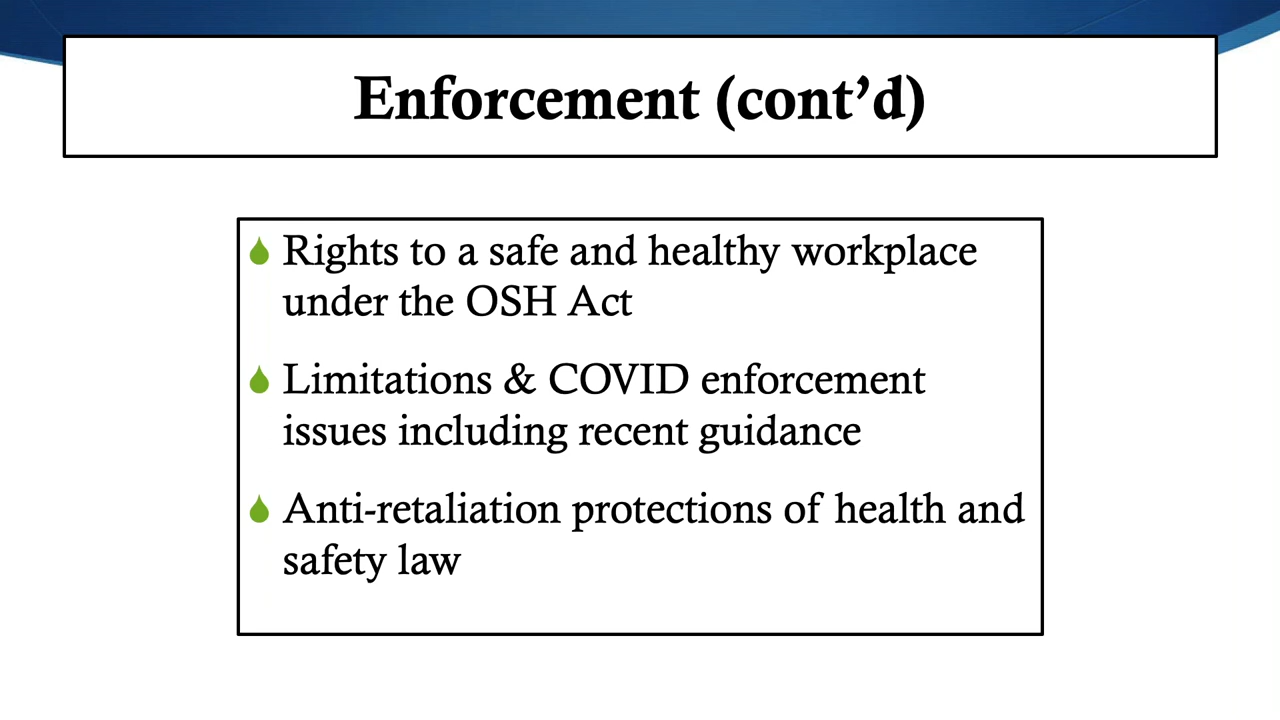 Enforcement (cont’d)
Rights to a safe and healthy workplace
under the OSH Act
Limitations & COVID enforcement
issues including recent guidance
Anti-retaliation protections of health and
safety law